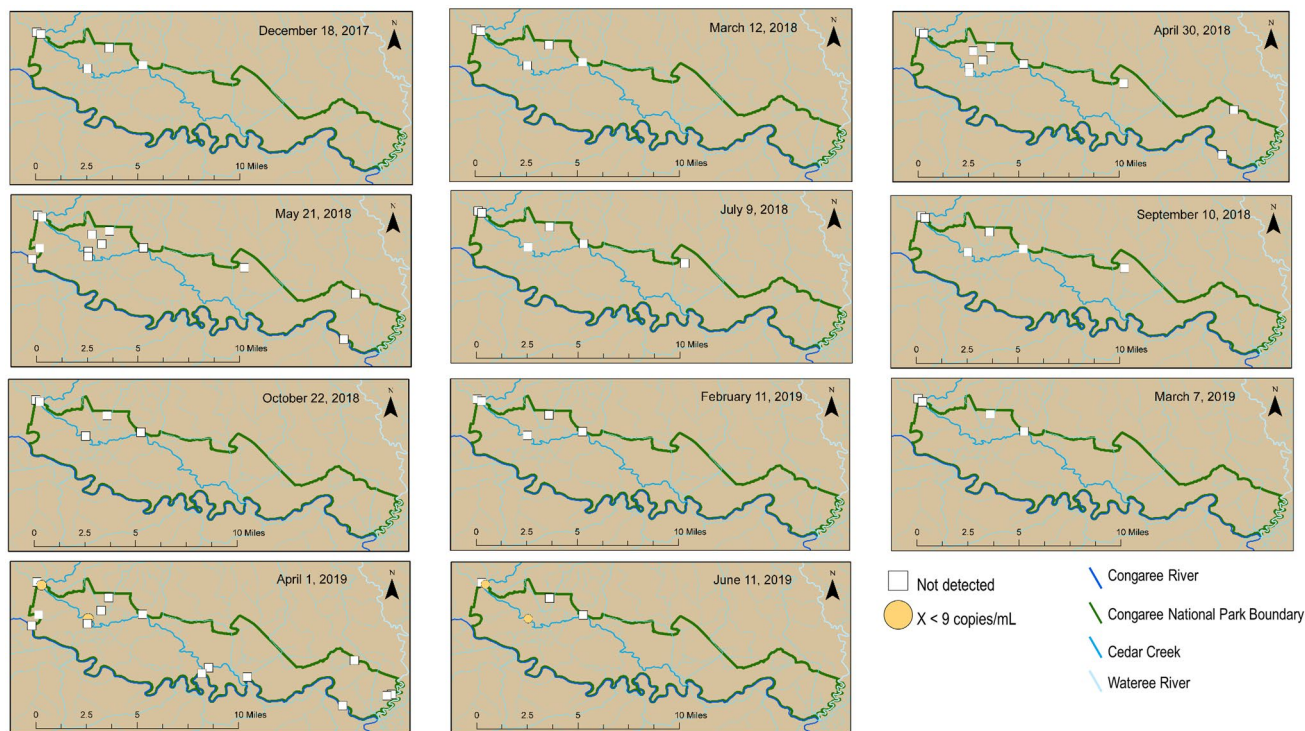 N
December 18, 2017
0 2.5 5 10 Miles
N
March 12, 2018
0 2.5 5 10 Miles
N
April 30, 2018
0 2.5 5 10 Miles
N
May 21, 2018
0 2.5 5 10 Miles
N
July 9, 2018
0 2.5 5 10 Miles
N
September 10, 2018
0 2.5 5 10 Miles
N
October 22, 2018
0 2.5 5 10 Miles
N
February 11, 2019
0 2.5 5 10 Miles
N
March 7, 2019
0 2.5 5 10 Miles
N
April 1, 2019
0 2.5 5 10 Miles
N
June 11, 2019
0 2.5 5 10 Miles
Not detected
X < 9 copies/mL
Congaree River
Congaree National Park Boundary
Cedar Creek
Wateree River